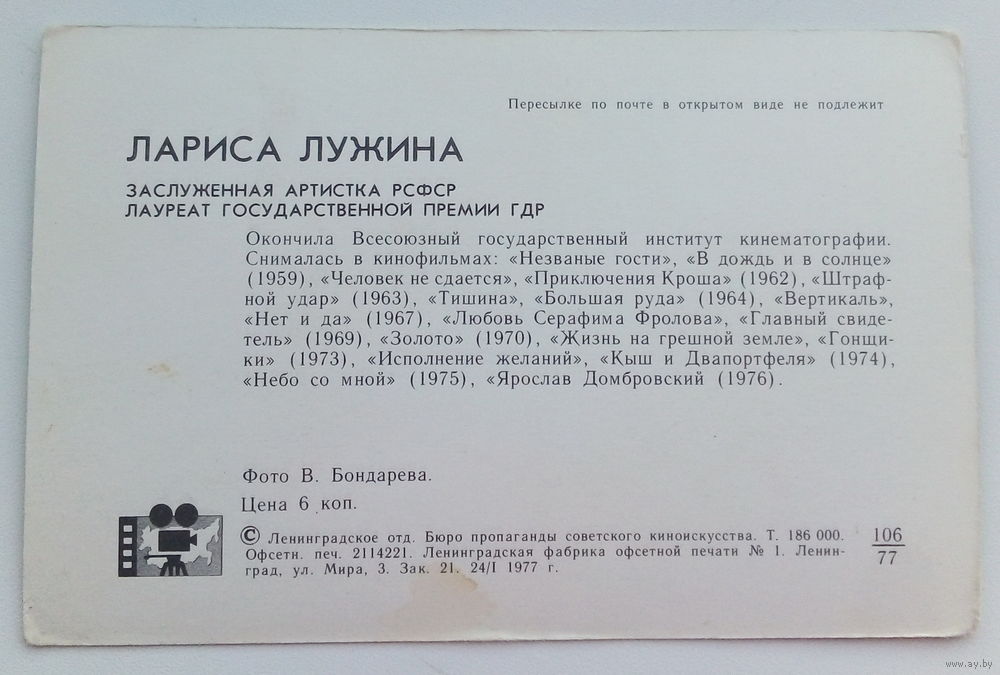 Пересылке по почте в открытом виде не подлежит
ЛАРИСА ЛУЖИНА
ЗАСЛУЖЕННАЯ АРТИСТКА РСФСР
ЛАУРЕАТ ГОСУДАРСТВЕННОЙ ПРЕМИИ ГДР
Окончила Всесоюзный государственный институт кинематографии.
Снималась в кинофильмах: «Незваные гости», «В дождь и в солнце»
(1959), «Человек не сдается», «Приключения Кроша» (1962), «Штраф-
ной удар» (1963), «Тишина», «Большая руда» (1964), «Вертикаль»,
«Нет и да» (1967), «Любовь Серафима Фролова», «Главный свиде-
тель» (1969), «Золото» (1970), «Жизнь на грешной земле», «Гонщи-
ки» (1973), «Исполнение желаний», «Кыш и Двапортфеля» (1974),
«Небо со мной» (1975), «Ярослав Домбровский (1976).
Фото В. Бондарева.
Цена 6 коп.
© Ленинградское отд. Бюро пропаганды советского киноискусства. Т. 186 000.
Офсетн. печ. 2114221. Ленинградская фабрика офсетной печати № 1. Ленин-
град, ул. Мира, 3. Зак. 21. 24/I 1977 г.
106
77
www.ay.by